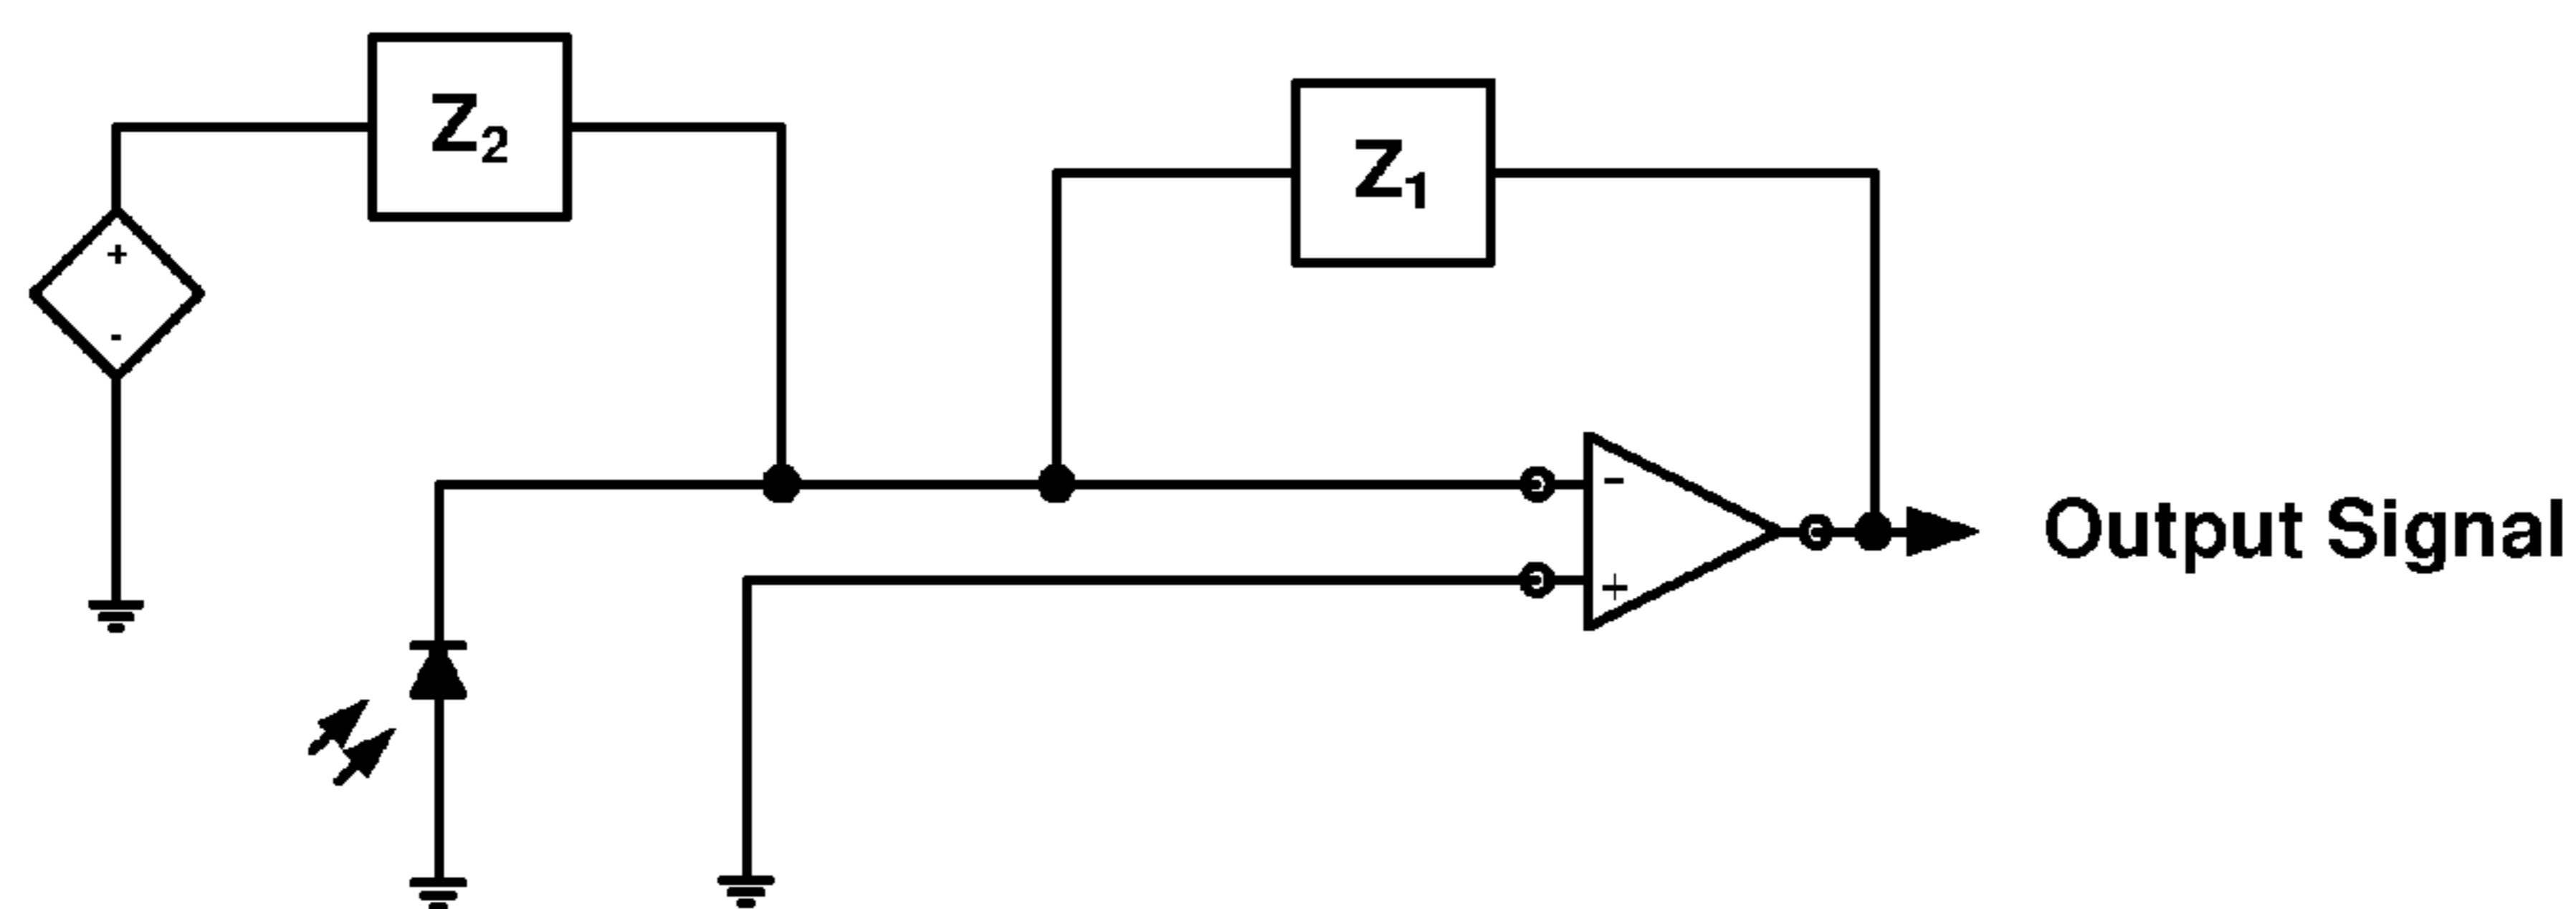 Z₂
Z₁
+
-
-
+
Output Signal